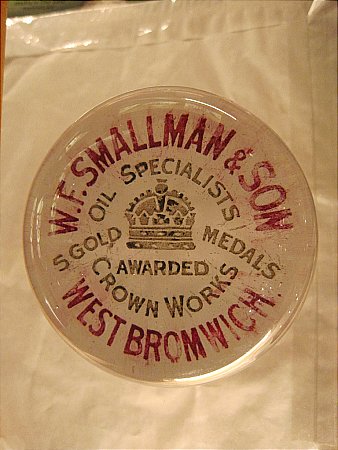 W.F. SMALLMAN & SON
OIL SPECIALISTS
5 GOLD MEDALS
AWARDED
CROWN WORKS
WEST BROMWICH.